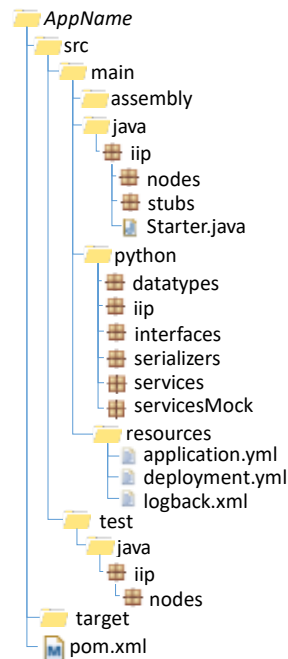 AppName
src
main
assembly
java
iip
nodes
stubs
Starter.java
python
datatypes
iip
interfaces
serializers
services
servicesMock
resources
application.yml
deployment.yml
logback.xml
test
java
iip
nodes
target
M pom.xml